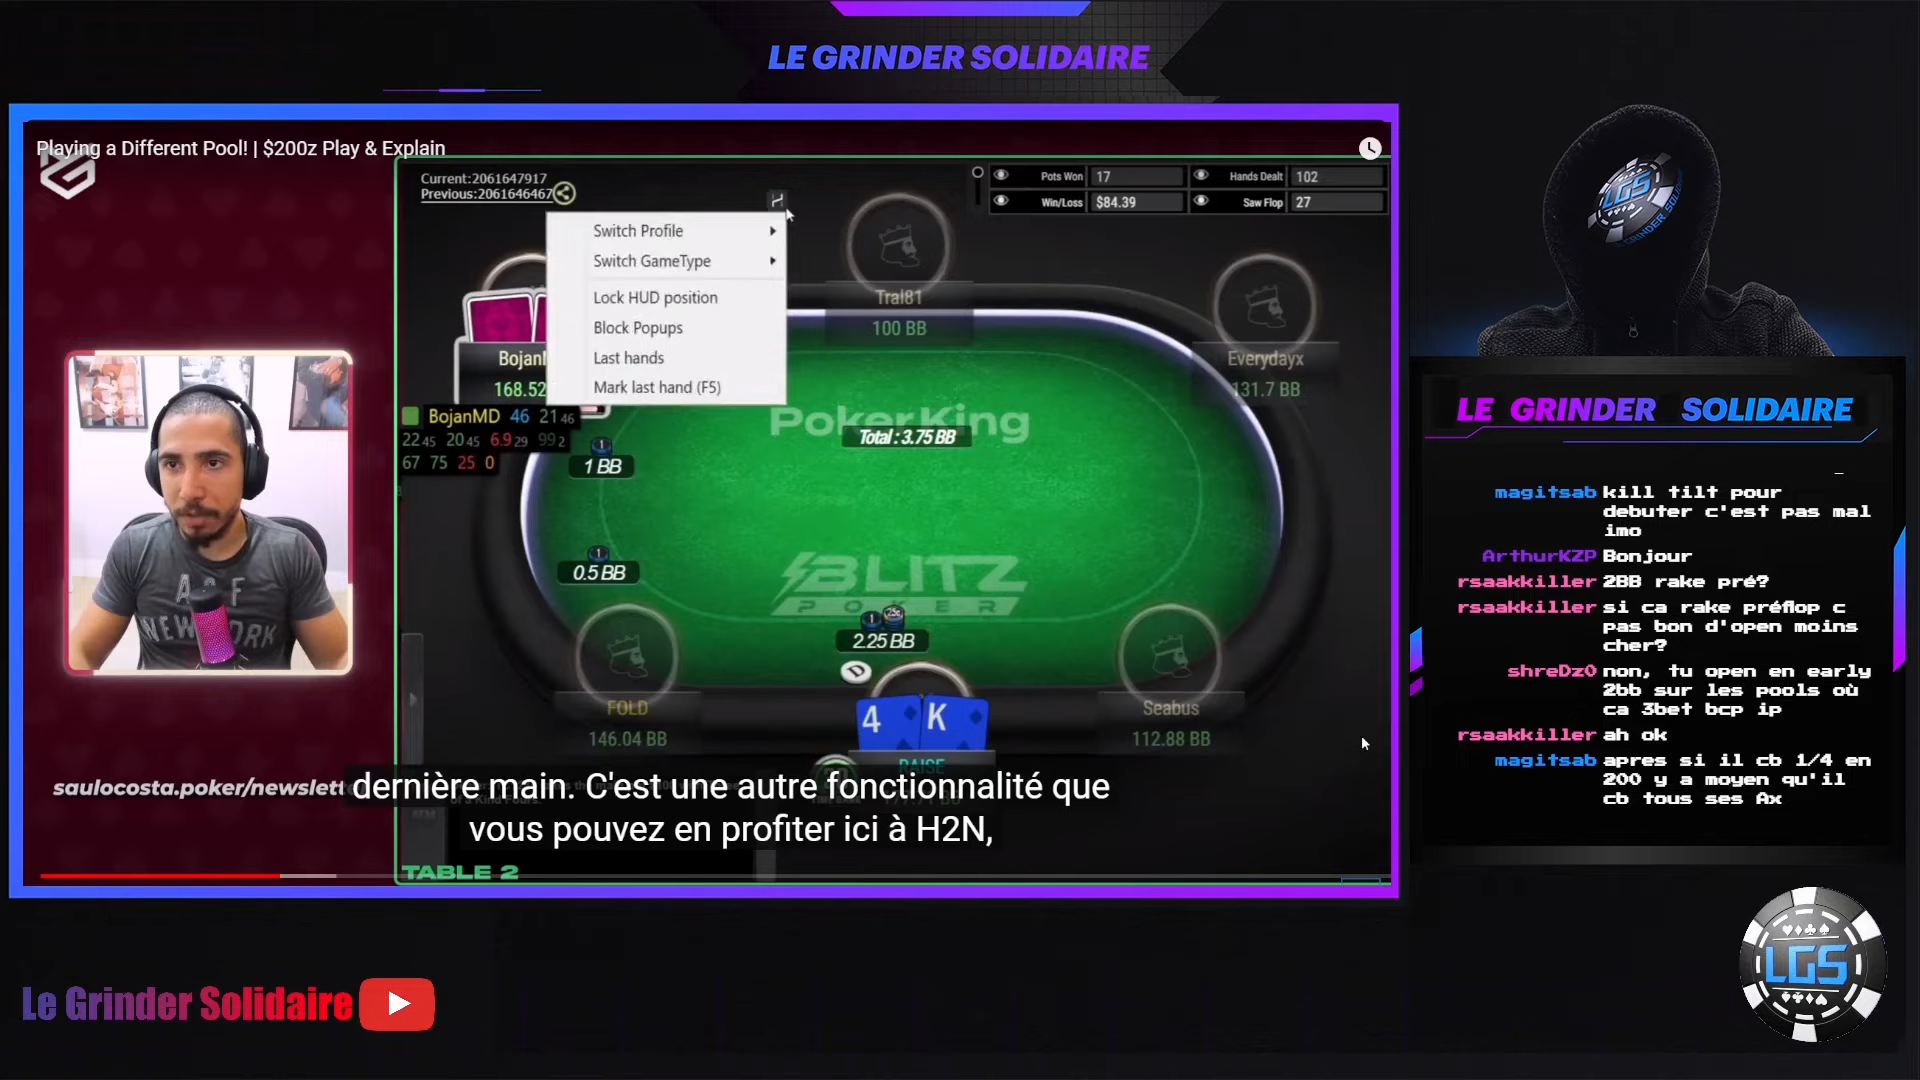 LE GRINDER SOLIDAIRE
Playing a Different Pool! | $200z Play & Explain
Current:2061647917
Previous:2061646467
Pots Won 17 Hands Dealt 102
Win/Loss $84.39 Saw Flop 27
Switch Profile
Switch GameType
Lock HUD position
Block Popups
Last hands
Mark last hand (F5)
Tral81
100 BB
Everydayx
131.7 BB
Bojan
168.52
BojanMD 46 21 46
22 45 20 45 6.9 29 99 2
67 75 25 0
PokerKing
Total : 3.75 BB
1 BB
0.5 BB
BLITZ
POKER
2.25 BB
D
4 K
FOLD
146.04 BB
RAISE
Seabus
112.88 BB
A F
NEW YORK
saulocosta.poker/newslett
dernière main. C'est une autre fonctionnalité que
vous pouvez en profiter ici à H2N,
TABLE 2
LGS
GRINDER SOLID
LE GRINDER SOLIDAIRE
magitsab kill tilt pour
debuter c'est pas mal
imo
ArthurKZP Bonjour
rsaakkiller 2BB rake pré?
rsaakkiller si ca rake préflop c
pas bon d'open moins
cher?
shreDz0 non, tu open en early
2bb sur les pools où
ca 3bet bcp ip
rsaakkiller ah ok
magitsab apres si il cb 1/4 en
200 y a moyen qu'il
cb tous ses Ax
Le Grinder Solidaire
LGS